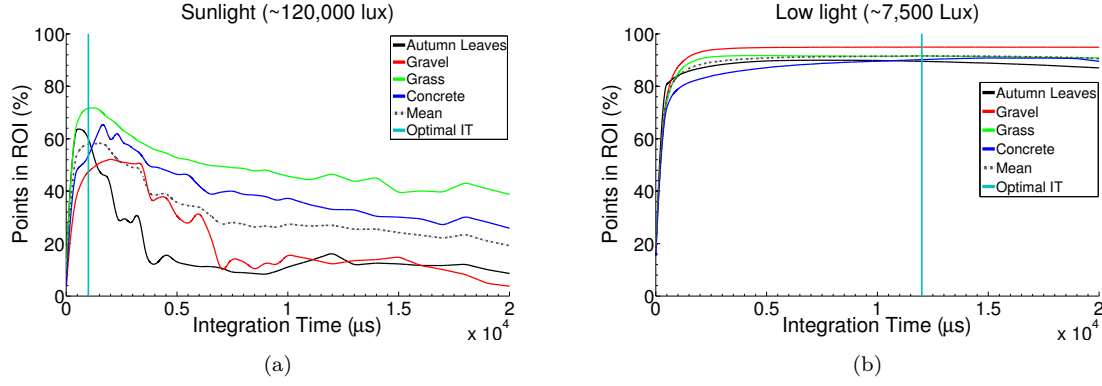 Sunlight (~120,000 lux)
Points in ROI (%)
100
80
60
40
20
0
Autumn Leaves
Gravel
Grass
Concrete
Mean
Optimal IT
0
0.5
1
1.5
2
x 10^4
Integration Time (μs)
(a)
Low light (~7,500 Lux)
Points in ROI (%)
100
80
60
40
20
0
Autumn Leaves
Gravel
Grass
Concrete
Mean
Optimal IT
0
0.5
1
1.5
2
x 10^4
Integration Time (μs)
(b)